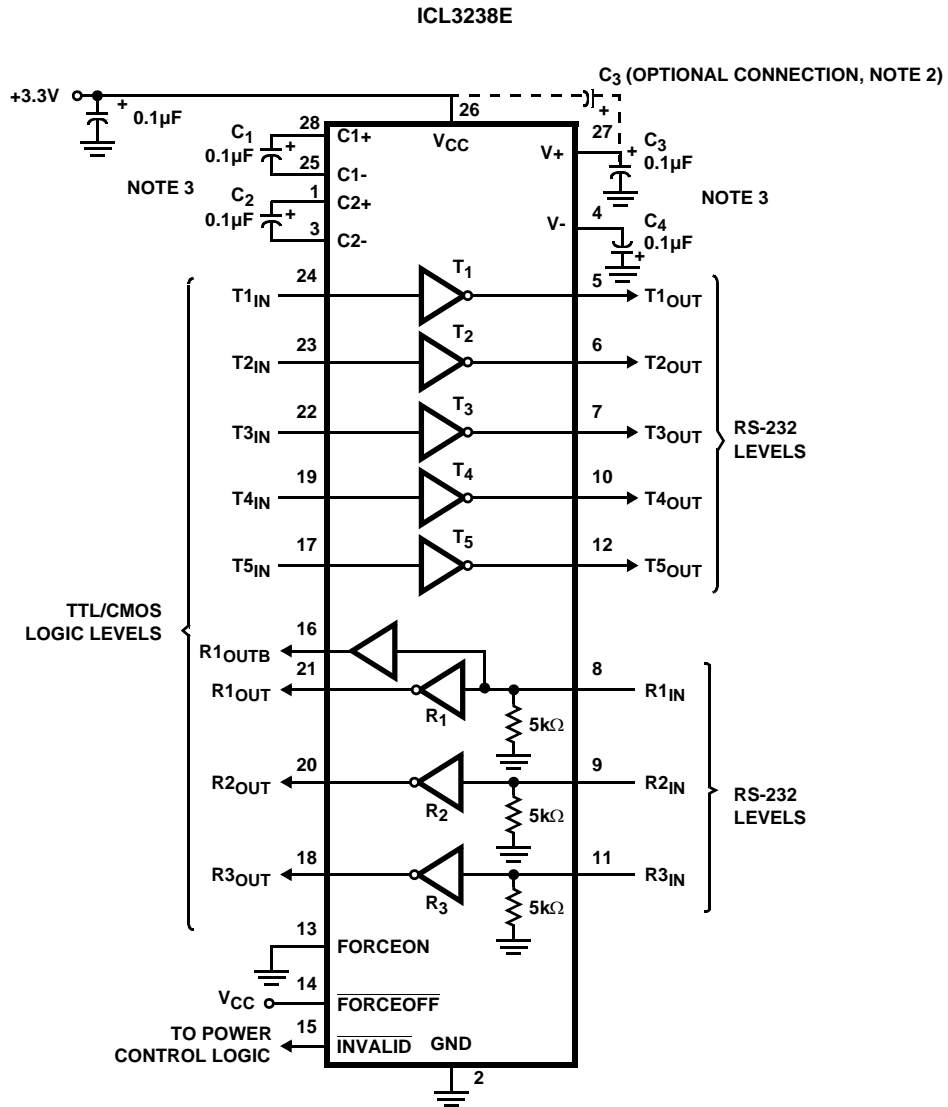 ICL3238E
C3 (OPTIONAL CONNECTION, NOTE 2)
+3.3V
+
0.1µF
26
+
VCC
28
C1+
C1
0.1µF
+
25
C1-
27
V+
+
C3
0.1µF
NOTE 3
NOTE 3
1
C2+
C2
0.1µF
+
3
C2-
4
V-
C4
0.1µF
+
T1IN
24
T1
5
T1OUT
T2IN
23
T2
6
T2OUT
T3IN
22
T3
7
T3OUT
T4IN
19
T4
10
T4OUT
T5IN
17
T5
12
T5OUT
RS-232
LEVELS
TTL/CMOS
LOGIC LEVELS
R1OUTB
16
R1OUT
21
R1
8
R1IN
5kΩ
R2OUT
20
R2
9
R2IN
5kΩ
R3OUT
18
R3
11
R3IN
5kΩ
RS-232
LEVELS
13
FORCEON
VCC
14
FORCEOFF
TO POWER
CONTROL LOGIC
15
INVALID
GND
2